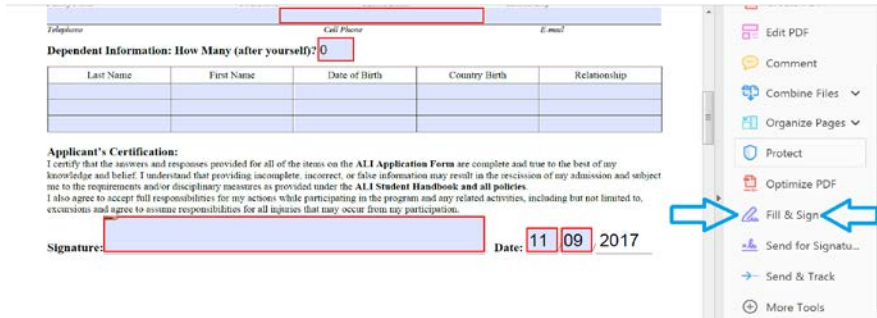 Telephone Cell Phone E-mail
Dependent Information: How Many (after yourself)? 0
Last Name First Name Date of Birth Country Birth Relationship
Applicant's Certification:
I certify that the answers and responses provided for all of the items on the ALI Application Form are complete and true to the best of my
knowledge and belief. I understand that providing incomplete, incorrect, or false information may result in the rescission of my admission and subject
me to the requirements and/or disciplinary measures as provided under the ALI Student Handbook and all policies.
I also agree to accept full responsibilities for my actions while participating in the program and any related activities, including but not limited to,
excursions and agree to assume responsibilities for all injuries that may occur from my participation.
Signature: Date: 11 09 2017
Edit PDF
Comment
Combine Files
Organize Pages
Protect
Optimize PDF
Fill & Sign
Send for Signatu...
Send & Track
More Tools